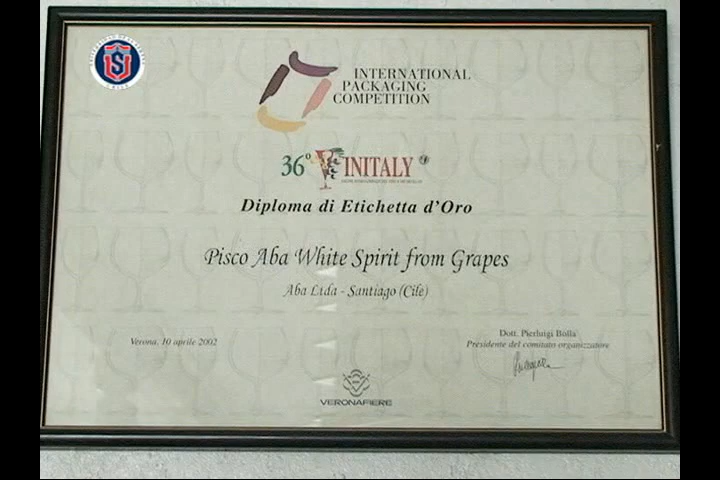 INTERNATIONAL
PACKAGING
COMPETITION
36° VINITALY
Diploma di Etichetta d'Oro
Pisco Aba White Spirit from Grapes
Aba Ltda - Santiago (Cile)
Verona, 10 aprile 2002
Dott. Pierluigi Bolla
Presidente del comitato organizzatore
VERONAFIERE